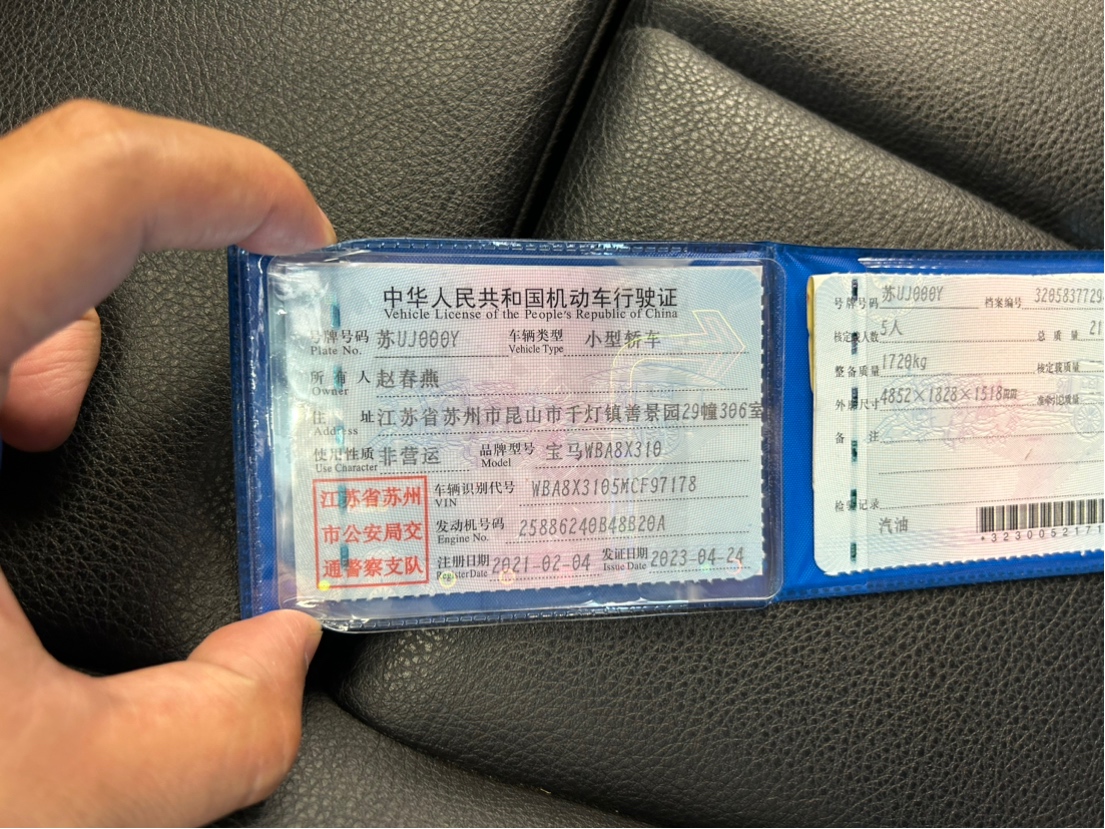 中华人民共和国机动车行驶证
Vehicle License of the People's Republic of China
号牌号码 苏UJ000Y 车辆类型 小型轿车
Plate No. Vehicle Type
所有人 赵春燕
Owner
住址 江苏省苏州市昆山市千灯镇善景园29幢306室
Address
使用性质 非营运 品牌型号 宝马WBA8X310
Use Character Model
江苏省苏州
市公安局交
通警察支队
车辆识别代号 WBA8X3105MCF97178
VIN
发动机号码 25886240B48B20A
Engine No.
注册日期 2021-02-04 发证日期 2023-04-24
Register Date Issue Date
号牌号码 苏UJ000Y 档案编号 3205837729
核定载人数 5人 总质量 21
整备质量 1720kg 核定载质量
外廓尺寸 4852×1828×1518mm 准牵引总质量
备注
检验记录
汽油
*3230052171